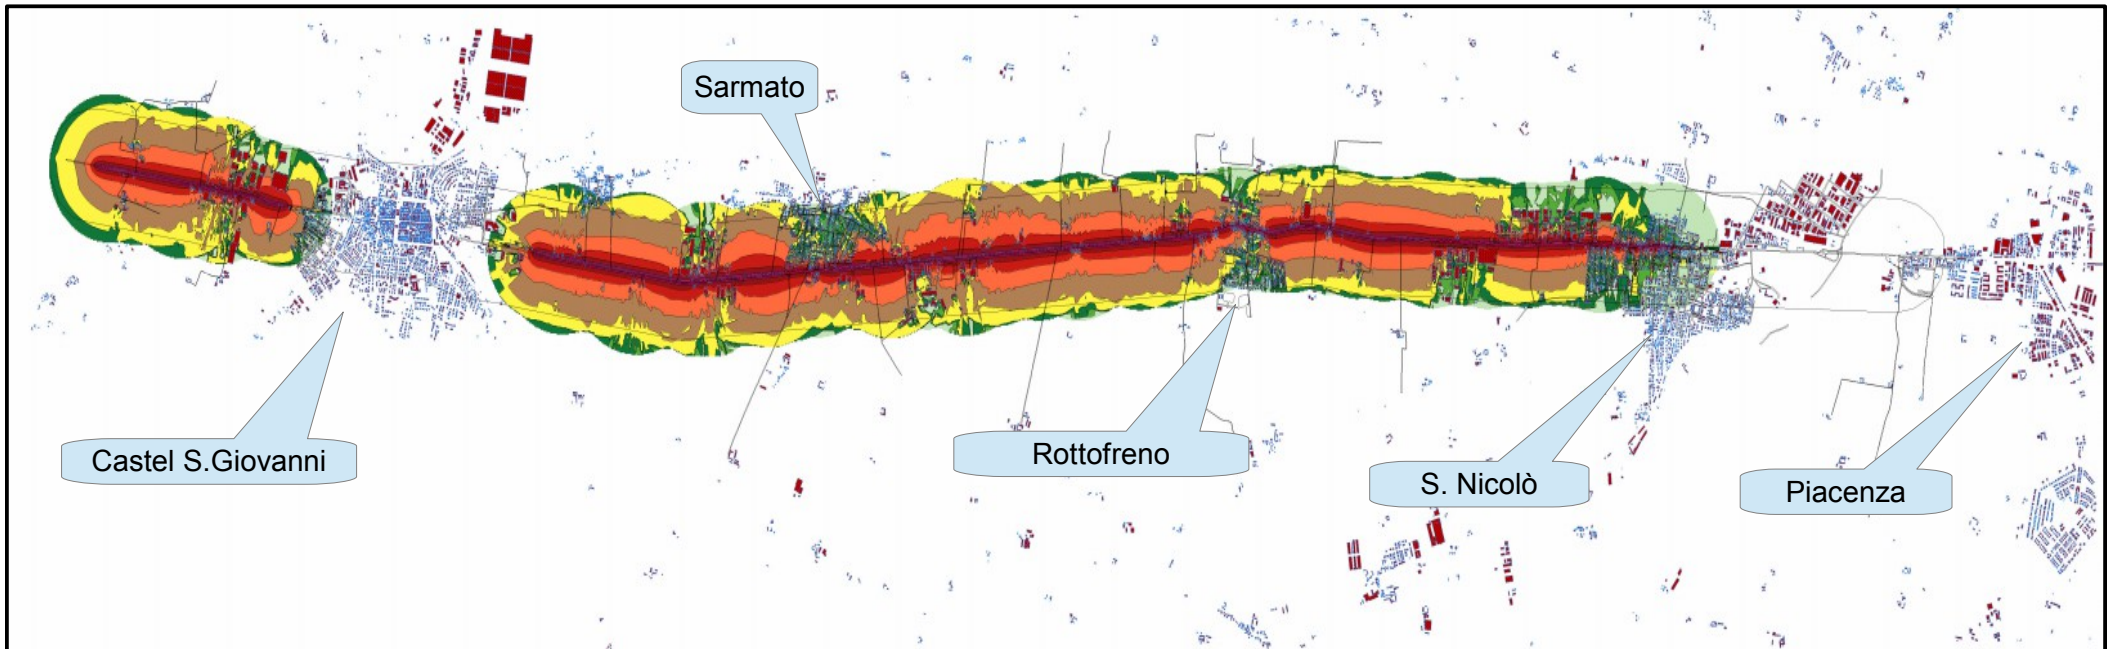 Sarmato
Castel S.Giovanni
Rottofreno
S. Nicolò
Piacenza